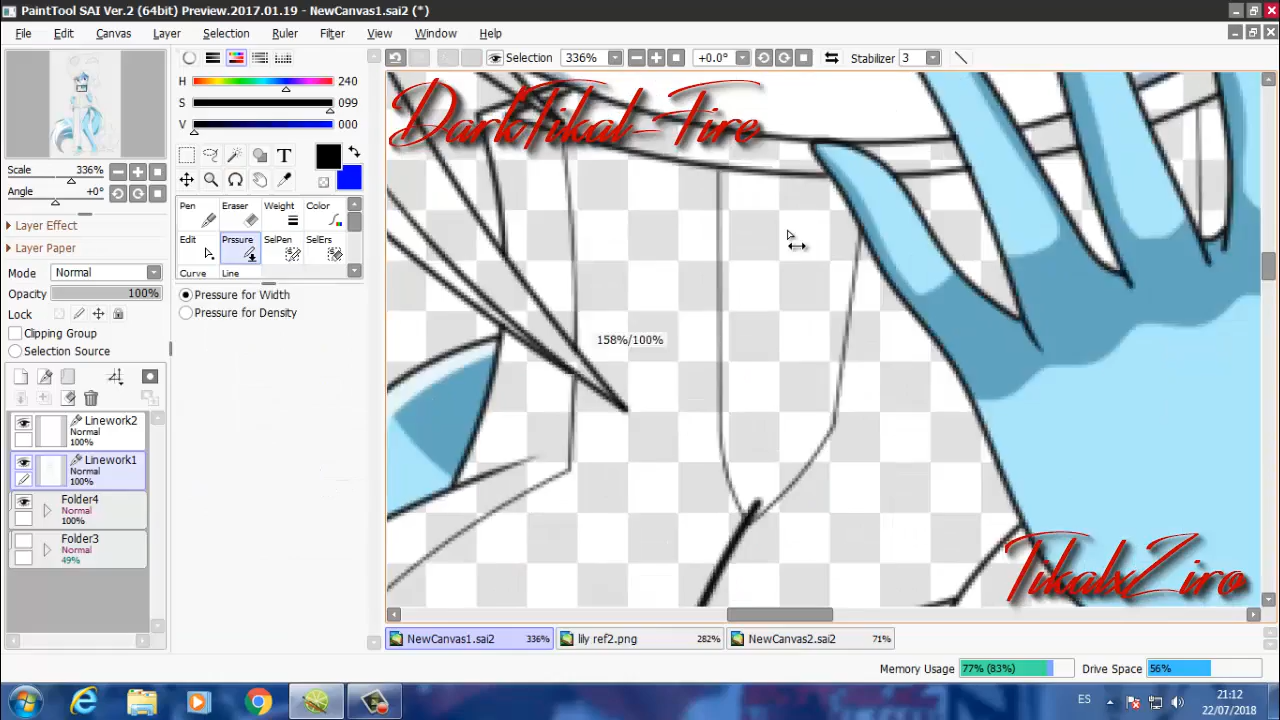 PaintTool SAI Ver.2 (64bit) Preview.2017.01.19 - NewCanvas1.sai2 (*)
File Edit Canvas Layer Selection Ruler Filter View Window Help
Selection 336% +0.0° Stabilizer 3
H 240
S 099
V 000
Scale 336%
Angle +0°
Layer Effect
Layer Paper
Mode Normal
Opacity 100%
Lock
Clipping Group
Selection Source
Linework2
Normal
100%
Linework1
Normal
100%
Folder4
Normal
100%
Folder3
Normal
49%
T
Pen Eraser Weight Color
Edit Prssure SelPen SelErs
Curve Line
Pressure for Width
Pressure for Density
DarkTikal-Fire
158%/100%
TikalxZiro
NewCanvas1.sai2 336% lily ref2.png 282% NewCanvas2.sai2 71%
Memory Usage 77% (83%) Drive Space 56%
ES 21:12
22/07/2018